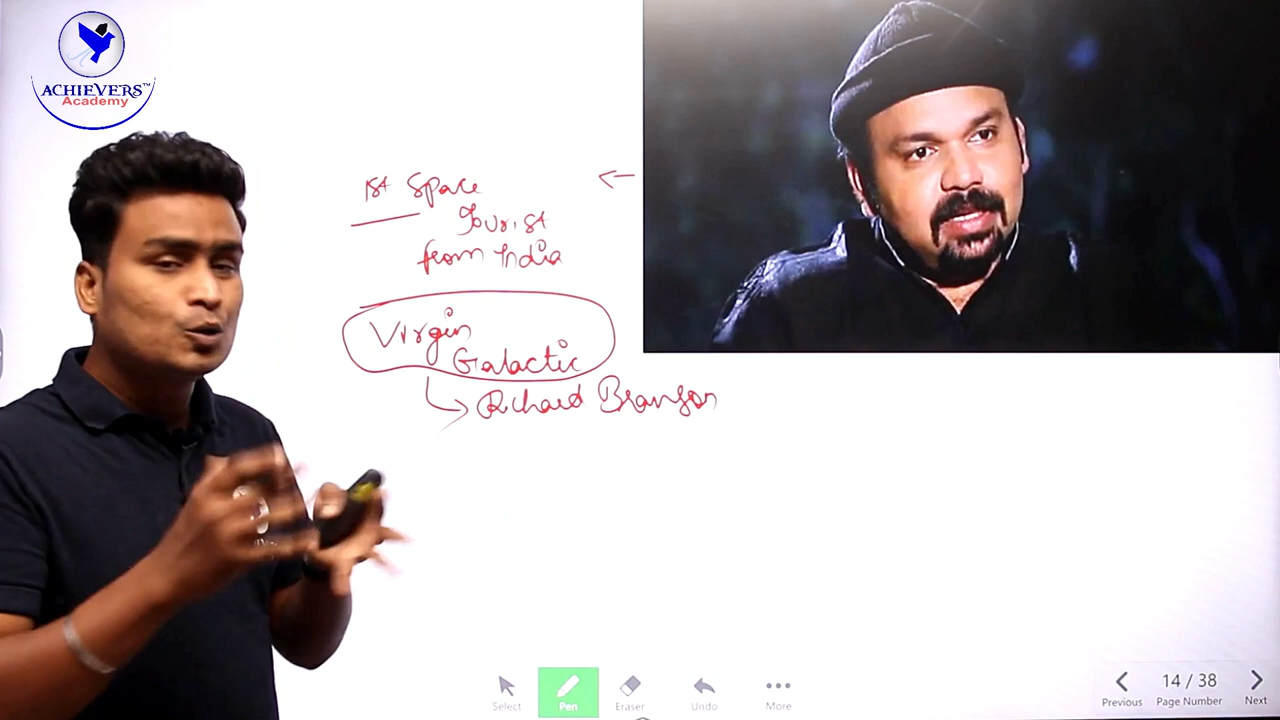 ACHIEVERS™
Academy
1st Space
Tourist
from India
Virgin
Galactic
Richard Branson
Select
Pen
Eraser
Undo
More
Previous
14 / 38
Page Number
Next